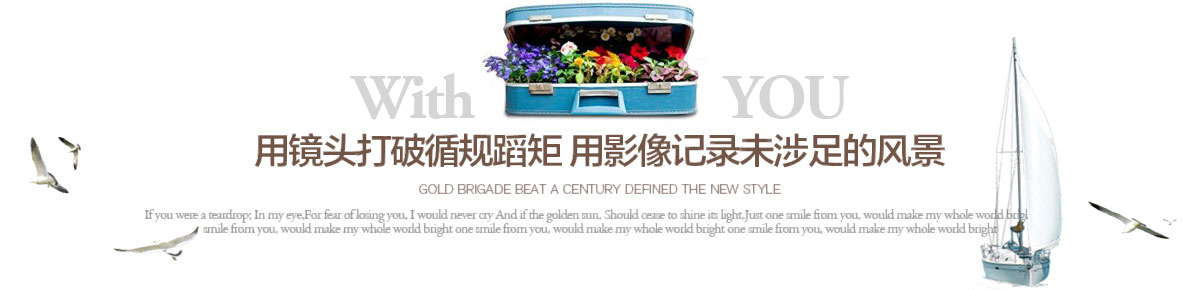 With YOU
用镜头打破循规蹈矩 用影像记录未涉足的风景
GOLD BRIGADE BEAT A CENTURY DEFINED THE NEW STYLE
If you were a teardrop; In my eye,For fear of losing you, I would never cry And if the golden sun, Should cease to shine its light,Just one smile from you, would make my whole world brigl
smile from you, would make my whole world bright one smile from you, would make my whole world bright one smile from you, would make my whole world bright